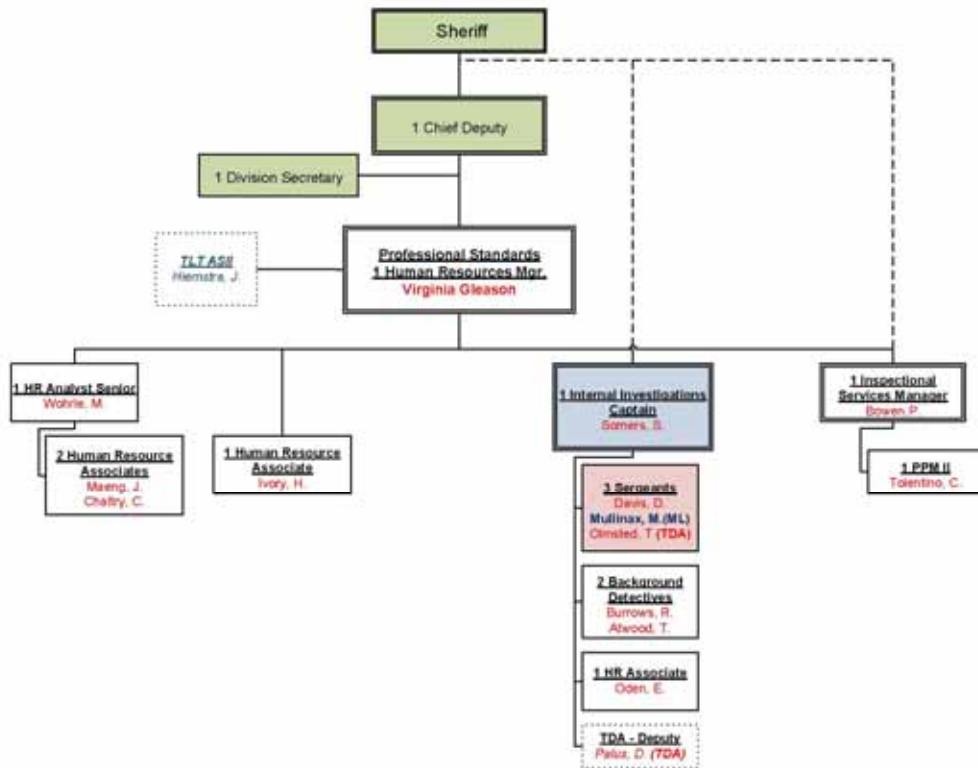 Sheriff
1 Chief Deputy
1 Division Secretary
TLT ASII
Hiemstra, J.
Professional Standards
1 Human Resources Mgr.
Virginia Gleason
1 HR Analyst Senior
Wohrle, M.
2 Human Resource
Associates
Maeng, J.
Chaltry, C.
1 Human Resource
Associate
Ivory, H.
1 Internal Investigations
Captain
Somers, S.
3 Sergeants
Davis, D.
Mullinax, M.(ML)
Olmsted, T (TDA)
2 Background
Detectives
Burrows, R.
Atwood, T.
1 HR Associate
Oden, E.
TDA - Deputy
D. (TDA)
1 Inspectional
Services Manager
Bowen P.
1 PPM II
Tolentino, C.